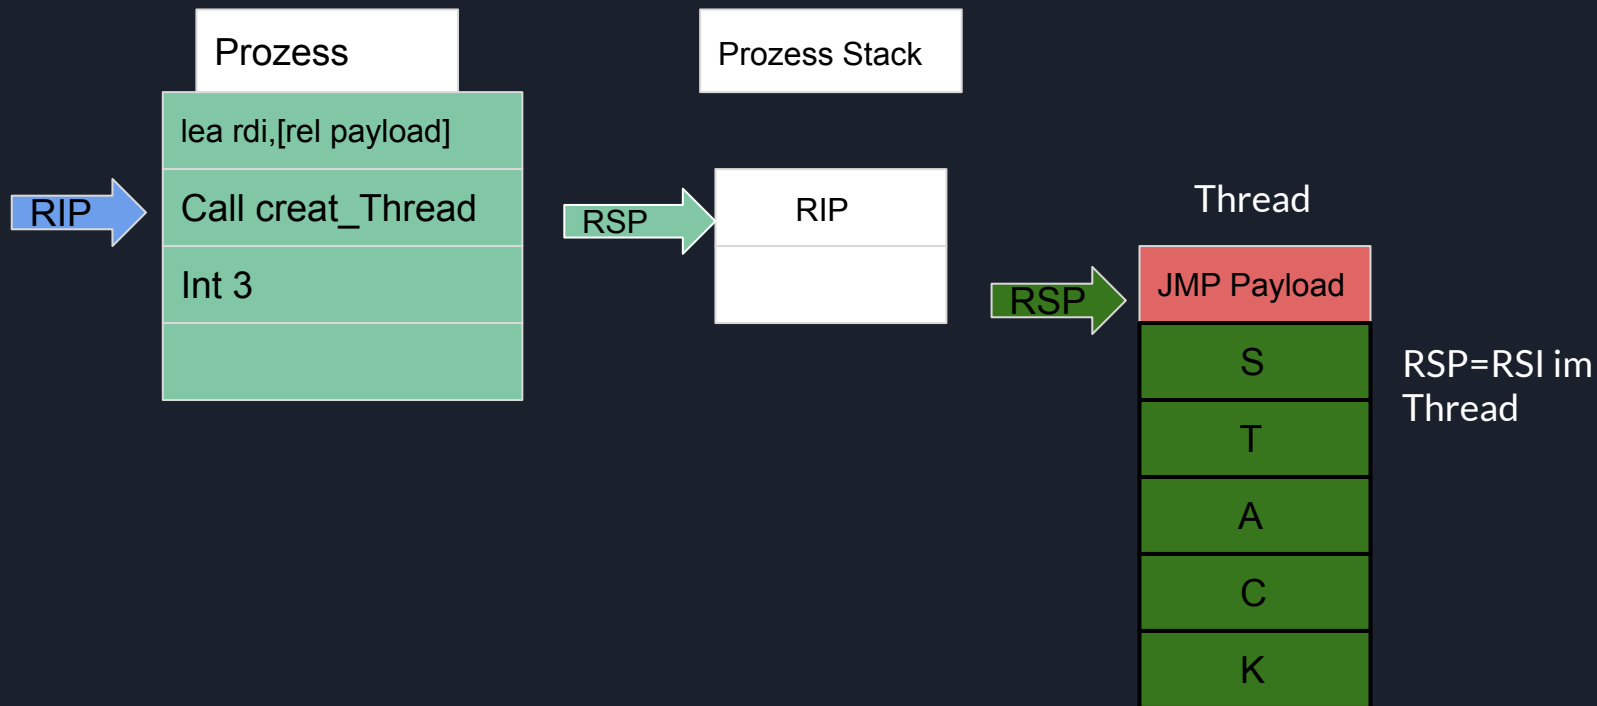 Prozess
lea rdi,[rel payload]
Call creat_Thread
Int 3
RIP
Prozess Stack
RSP
RIP
Thread
RSP
JMP Payload
S
T
A
C
K
RSP=RSI im
Thread